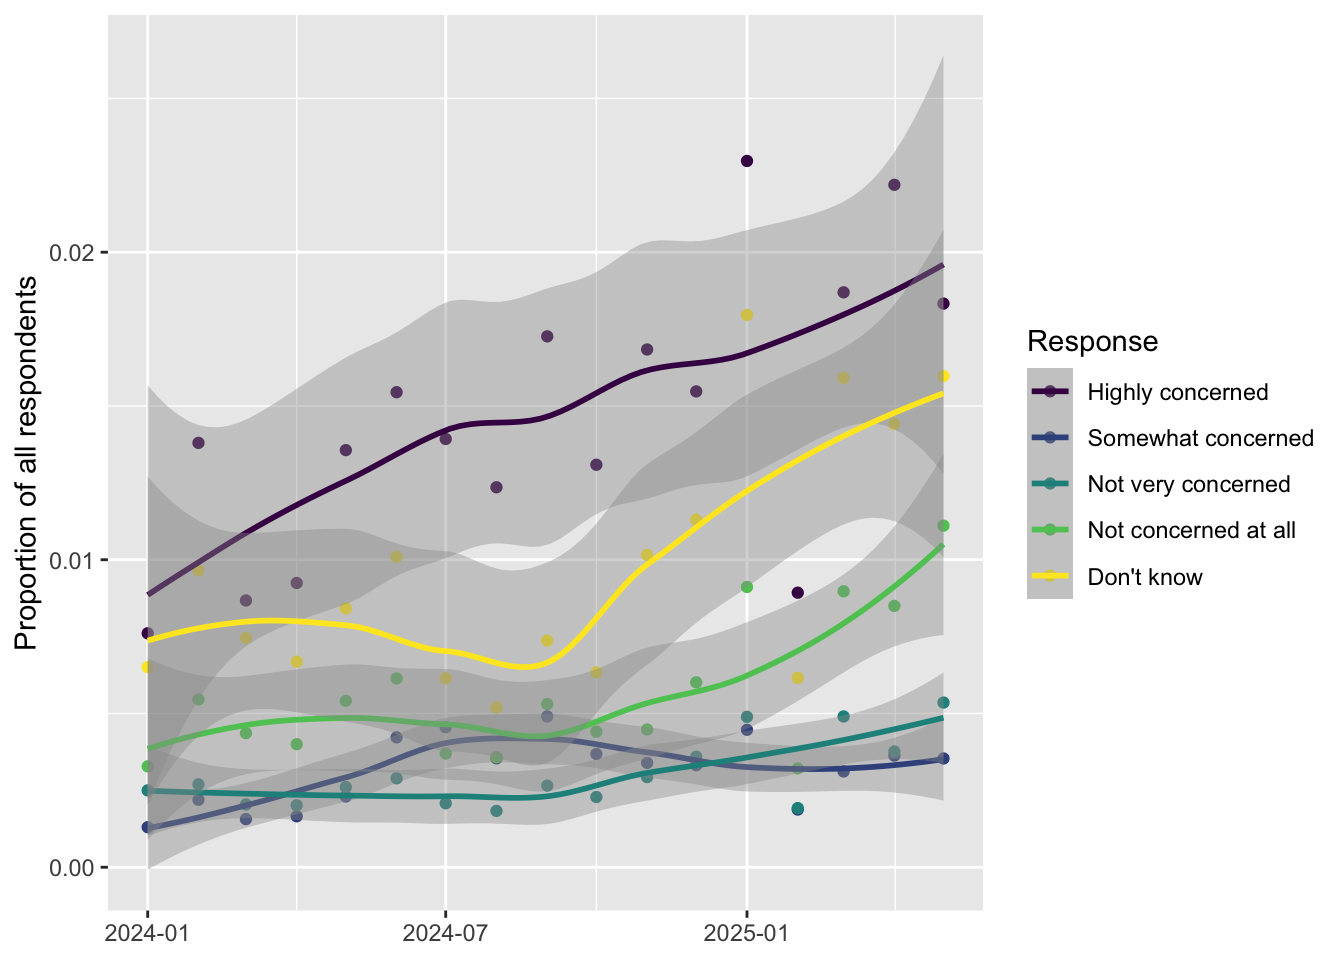 Proportion of all respondents
0.02
0.01
0.00
2024-01
2024-07
2025-01
Response
Highly concerned
Somewhat concerned
Not very concerned
Not concerned at all
Don't know